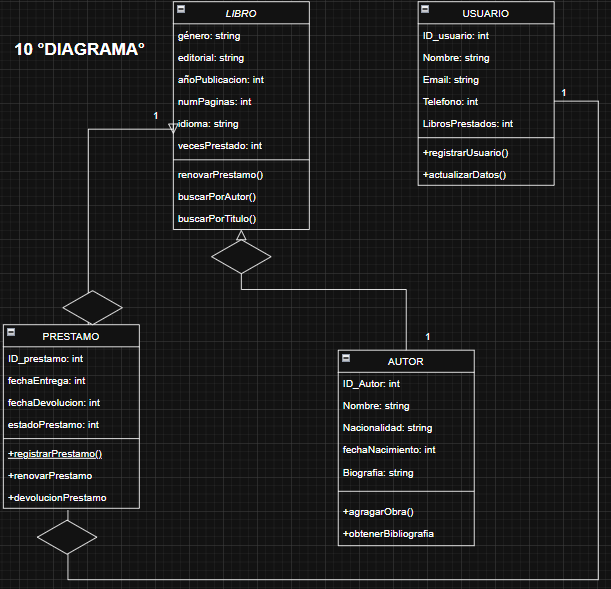 10 °DIAGRAMA°
LIBRO
género: string
editorial: string
añoPublicacion: int
numPaginas: int
idioma: string
vecesPrestado: int
renovarPrestamo()
buscarPorAutor()
buscarPorTitulo()
USUARIO
ID_usuario: int
Nombre: string
Email: string
Telefono: int
LibrosPrestados: int
+registrarUsuario()
+actualizarDatos()
1
1
PRESTAMO
ID_prestamo: int
fechaEntrega: int
fechaDevolucion: int
estadoPrestamo: int
+registrarPrestamo()
+renovarPrestamo
+devolucionPrestamo
1
AUTOR
ID_Autor: int
Nombre: string
Nacionalidad: string
fechaNacimiento: int
Biografia: string
+agragarObra()
+obtenerBibliografia